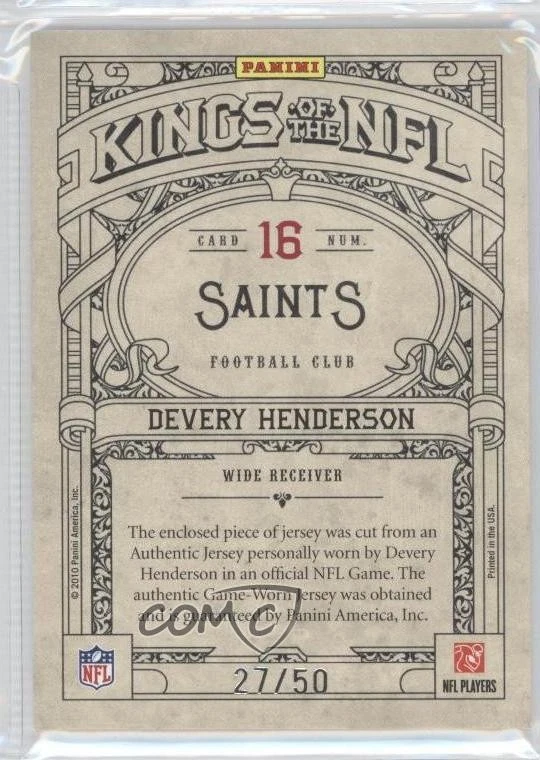 PANINI
KINGS OF THE NFL
CARD 16 NUM.
SAINTS
FOOTBALL CLUB
DEVERY HENDERSON
WIDE RECEIVER
The enclosed piece of jersey was cut from an
Authentic Jersey personally worn by Devery
Henderson in an official NFL Game. The
authentic Game-Worn Jersey was obtained
and is guaranteed by Panini America, Inc.
COMC
27/50
© 2010 Panini America, Inc.
Printed in the USA.
NFL
NFL PLAYERS